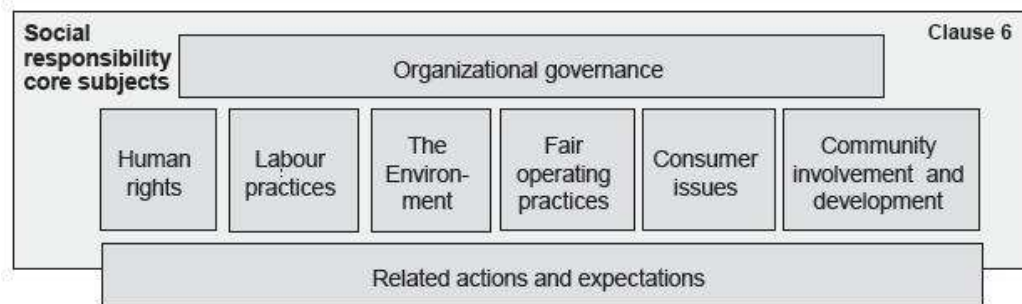 Social
responsibility
core subjects
Clause 6
Organizational governance
Human
rights
Labour
practices
The
Environ-
ment
Fair
operating
practices
Consumer
issues
Community
involvement and
development
Related actions and expectations